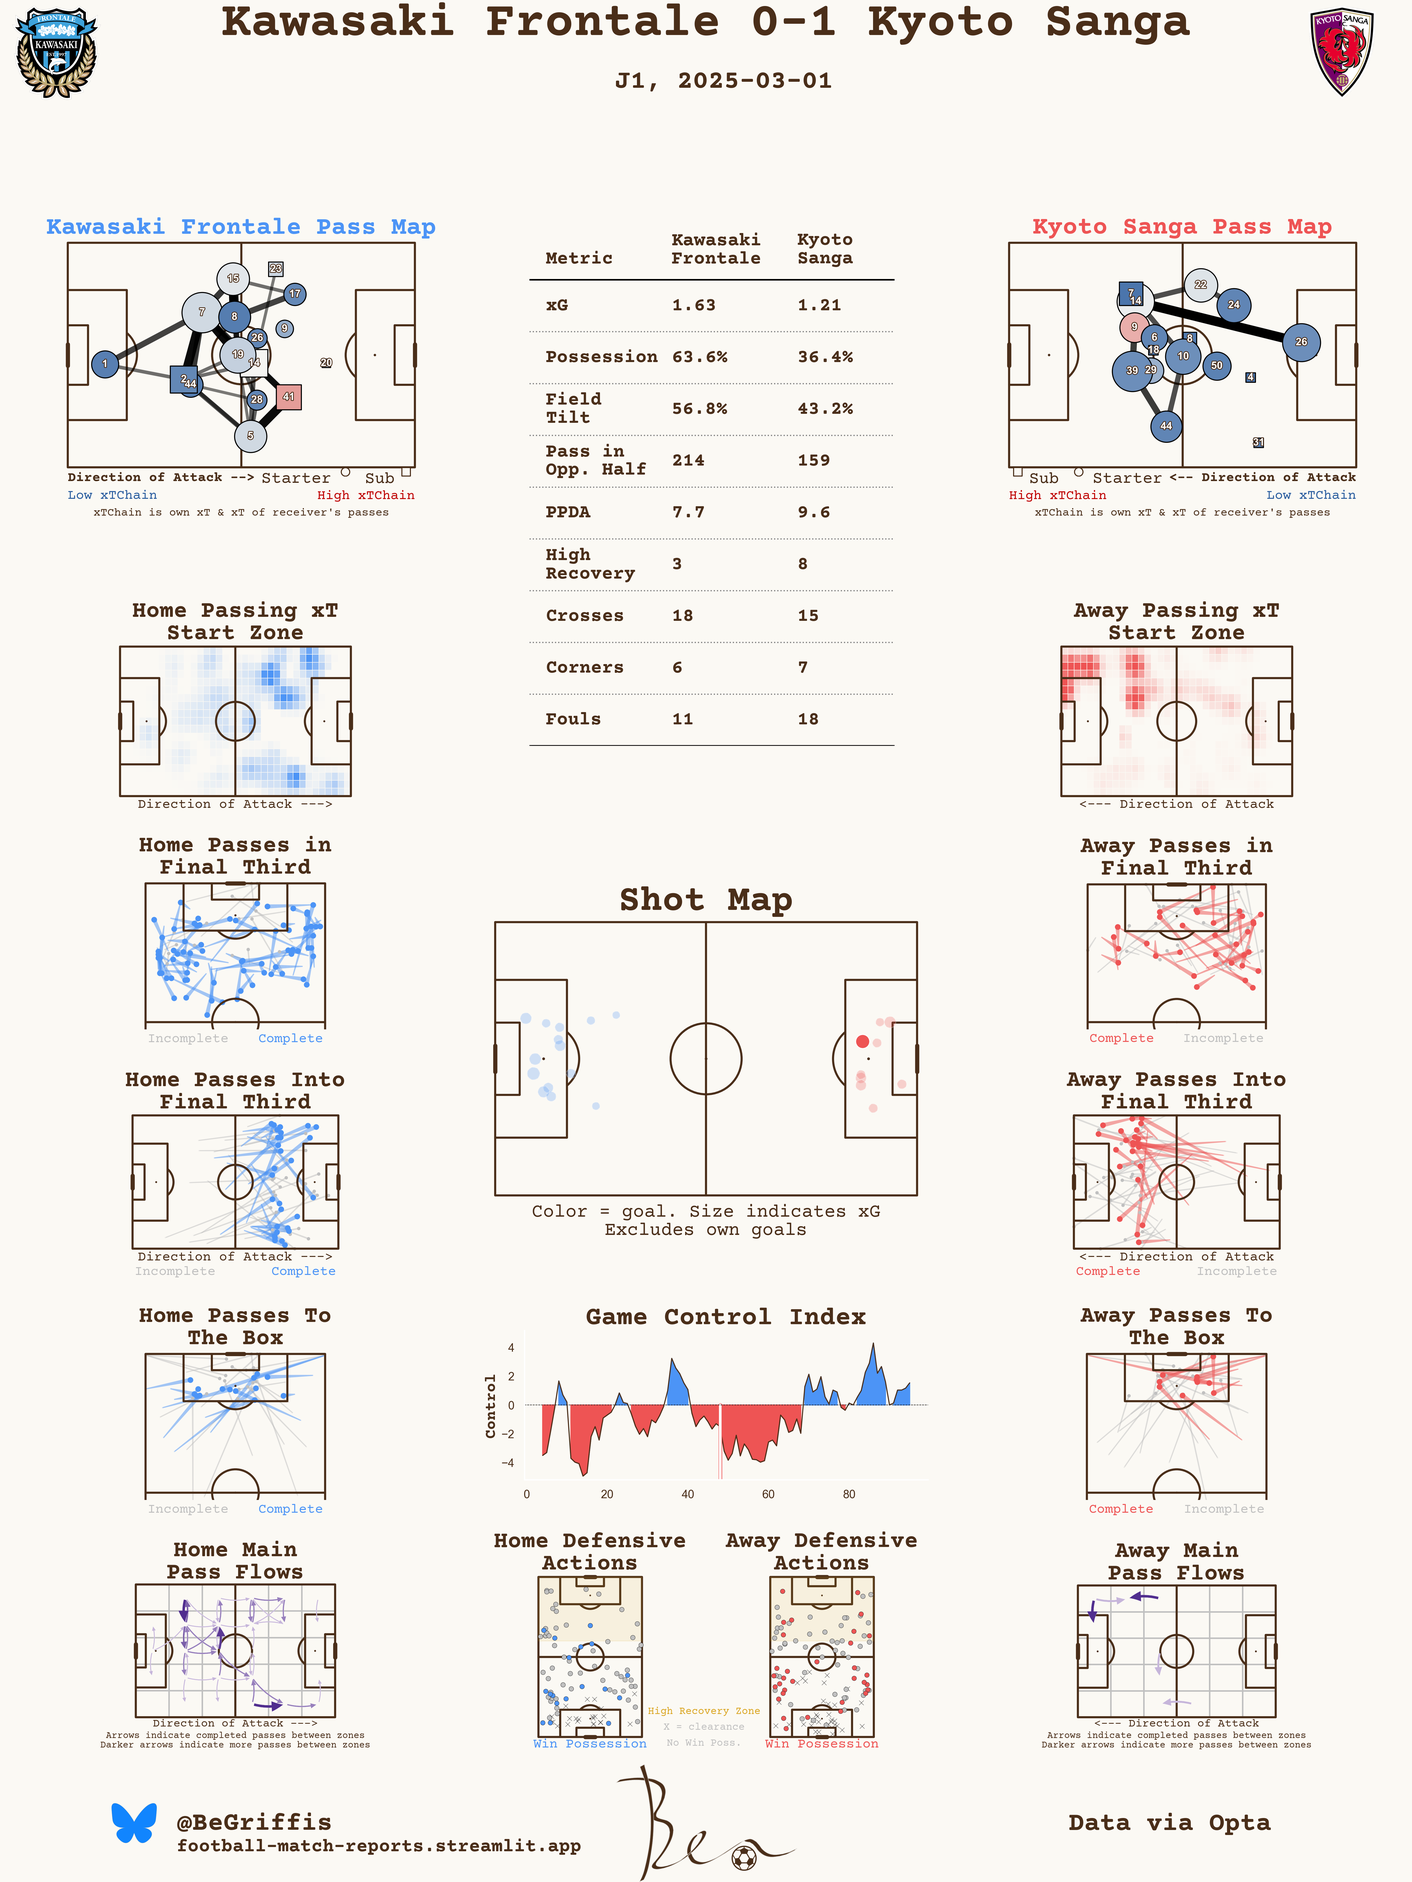 Kawasaki Frontale 0-1 Kyoto Sanga
J1, 2025-03-01
FRONTALE
KAWASAKI
KYOTO SANGA
Kawasaki Frontale Pass Map
15
23
17
7
8
9
26
1
19
14
20
2
44
28
41
5
Direction of Attack --> Starter Sub
Low xTChain High xTChain
xTChain is own xT & xT of receiver's passes
Metric Kawasaki Frontale Kyoto Sanga
xG 1.63 1.21
Possession 63.6% 36.4%
Field Tilt 56.8% 43.2%
Pass in Opp. Half 214 159
PPDA 7.7 9.6
High Recovery 3 8
Crosses 18 15
Corners 6 7
Fouls 11 18
Kyoto Sanga Pass Map
7
14
22
24
9
6
8
26
18
10
39
29
50
4
44
31
Sub Starter <-- Direction of Attack
High xTChain Low xTChain
xTChain is own xT & xT of receiver's passes
Home Passing xT
Start Zone
Direction of Attack --->
Away Passing xT
Start Zone
<--- Direction of Attack
Home Passes in
Final Third
Incomplete Complete
Shot Map
Color = goal. Size indicates xG
Excludes own goals
Away Passes in
Final Third
Complete Incomplete
Home Passes Into
Final Third
Direction of Attack --->
Incomplete Complete
Away Passes Into
Final Third
<--- Direction of Attack
Complete Incomplete
Home Passes To
The Box
Incomplete Complete
Game Control Index
Control
4
2
0
−2
−4
0 20 40 60 80
Away Passes To
The Box
Complete Incomplete
Home Main
Pass Flows
Direction of Attack --->
Arrows indicate completed passes between zones
Darker arrows indicate more passes between zones
Home Defensive
Actions
Win Possession
High Recovery Zone
X = clearance
No Win Poss.
Away Defensive
Actions
Win Possession
Away Main
Pass Flows
<--- Direction of Attack
Arrows indicate completed passes between zones
Darker arrows indicate more passes between zones
@BeGriffis
football-match-reports.streamlit.app
Ben
Data via Opta